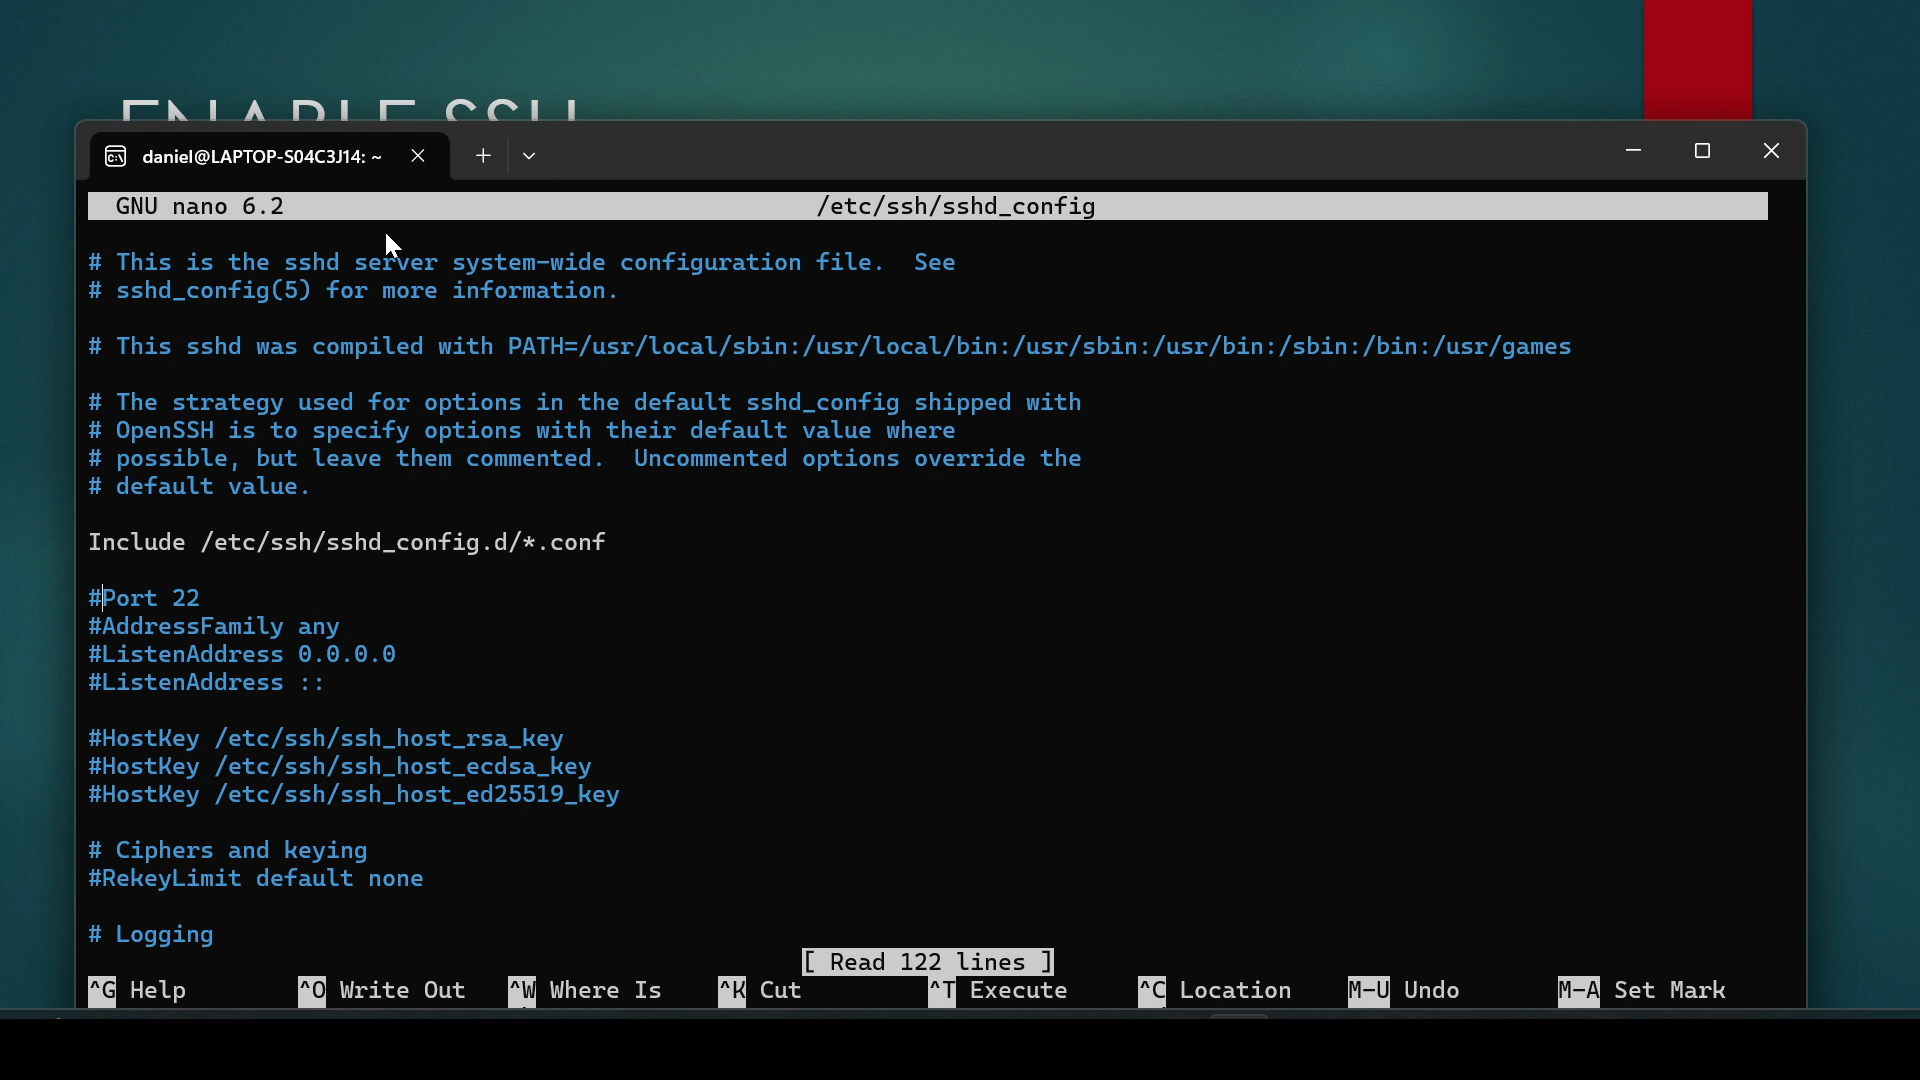 ENABLE SSH
daniel@LAPTOP-S04C3J14: ~
GNU nano 6.2 /etc/ssh/sshd_config
# This is the sshd server system-wide configuration file.  See
# sshd_config(5) for more information.
# This sshd was compiled with PATH=/usr/local/sbin:/usr/local/bin:/usr/sbin:/usr/bin:/sbin:/bin:/usr/games
# The strategy used for options in the default sshd_config shipped with
# OpenSSH is to specify options with their default value where
# possible, but leave them commented.  Uncommented options override the
# default value.
Include /etc/ssh/sshd_config.d/*.conf
#Port 22
#AddressFamily any
#ListenAddress 0.0.0.0
#ListenAddress ::
#HostKey /etc/ssh/ssh_host_rsa_key
#HostKey /etc/ssh/ssh_host_ecdsa_key
#HostKey /etc/ssh/ssh_host_ed25519_key
# Ciphers and keying
#RekeyLimit default none
# Logging
[ Read 122 lines ]
^G Help ^O Write Out ^W Where Is ^K Cut ^T Execute ^C Location M-U Undo M-A Set Mark